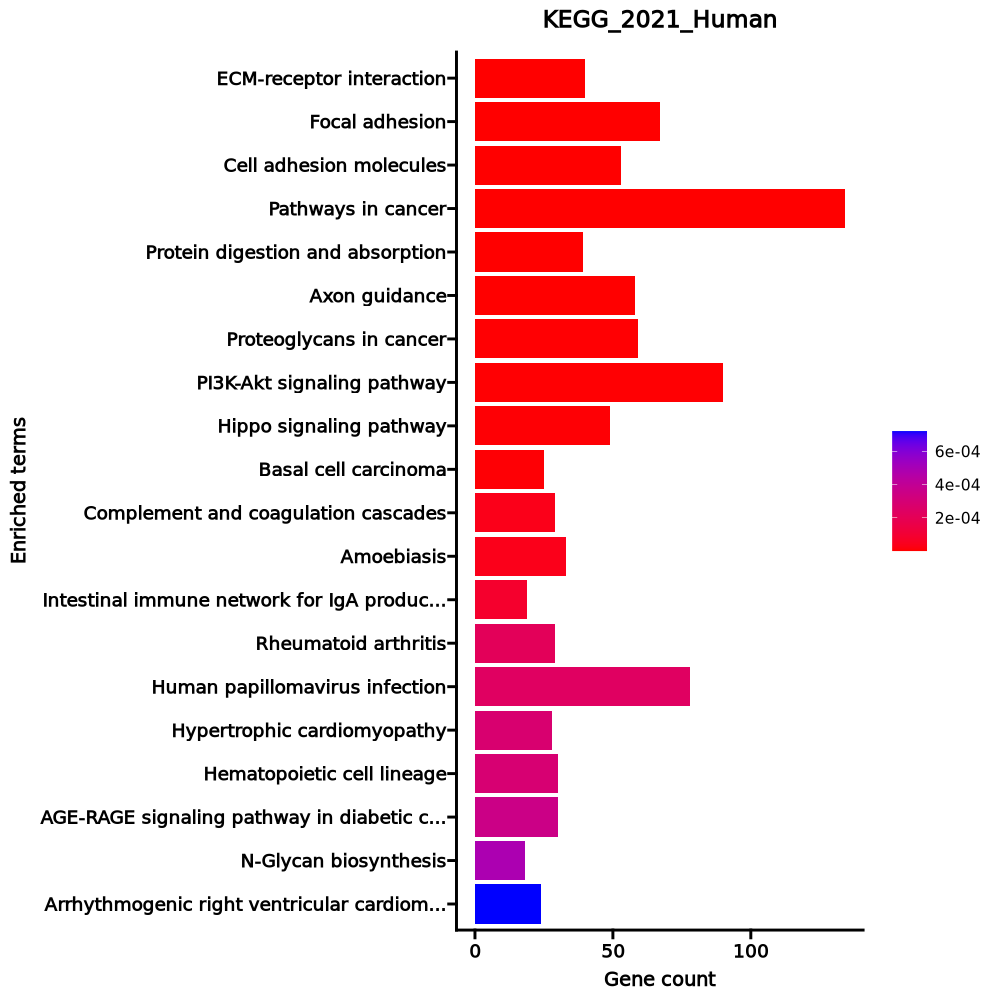 KEGG_2021_Human
ECM-receptor interaction
Focal adhesion
Cell adhesion molecules
Pathways in cancer
Protein digestion and absorption
Axon guidance
Proteoglycans in cancer
PI3K-Akt signaling pathway
Hippo signaling pathway
Basal cell carcinoma
Complement and coagulation cascades
Amoebiasis
Intestinal immune network for IgA produc...
Rheumatoid arthritis
Human papillomavirus infection
Hypertrophic cardiomyopathy
Hematopoietic cell lineage
AGE-RAGE signaling pathway in diabetic c...
N-Glycan biosynthesis
Arrhythmogenic right ventricular cardiom...
Enriched terms
0 50 100
Gene count
6e-04
4e-04
2e-04